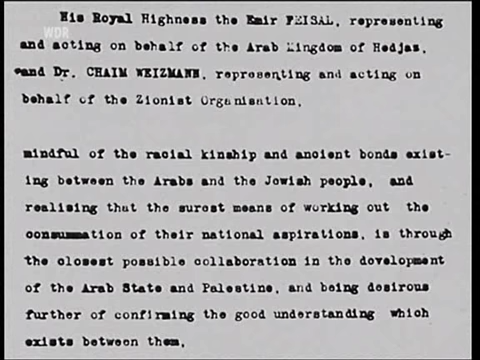 His Royal Highness the Emir FEISAL, representing
WDR
and acting on behalf of the Arab Kingdom of Hedjas,
and Dr. CHAIM WEIZMANN, representing and acting on
behalf of the Zionist Organisation,
mindful of the racial kinship and ancient bonds exist-
ing between the Arabs and the Jewish people, and
realising that the surest means of working out the
consummation of their national aspirations, is through
the closest possible collaboration in the development
of the Arab State and Palestine, and being desirous
further of confirming the good understanding which
exists between them,